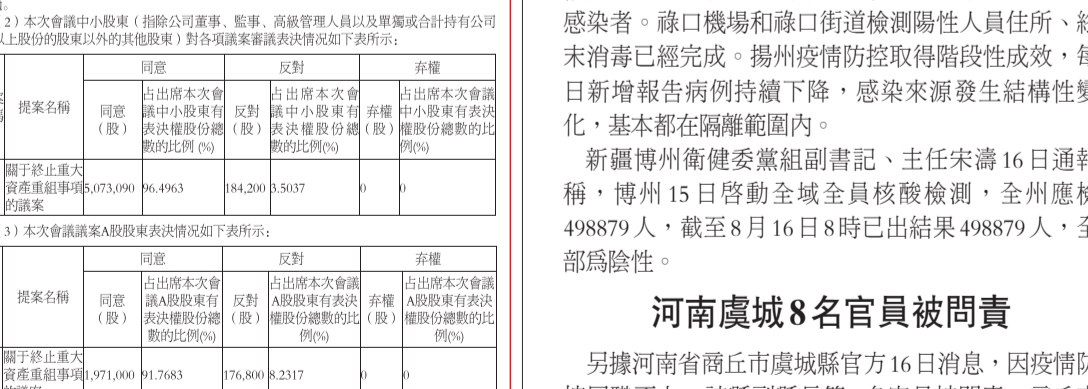 2）本次會議中小股東（指除公司董事、監事、高級管理人員以及單獨或合計持有公司
以上股份的股東以外的其他股東）對各項議案審議表決情況如下表所示：
提案名稱
同意
反對
弃權
同意
（股）
占出席本次會
議中小股東有
表決權股份總
數的比例 (%)
反對
（股）
占出席本次會
議中小股東有
表決權股份總
數的比例(%)
弃權
（股）
占出席本次會議
中小股東有表決
權股份總數的比
例(%)
關于終止重大
資產重組事項
的議案
5,073,090
96.4963
184,200
3.5037
0
0
3）本次會議議案A股股東表決情况如下表所示：
提案名稱
同意
反對
弃權
同意
（股）
占出席本次會
議A股股東有
表決權股份總
數的比例(%)
反對
（股）
占出席本次會議
A股股東有表決
權股份總數的比
例(%)
弃權
（股）
占出席本次會議
A股股東有表決
權股份總數的比
例(%)
關于終止重大
資產重組事項
1,971,000
91.7683
176,800
8.2317
0
0
感染者。祿口機場和祿口街道檢測陽性人員住所、終
末消毒已經完成。揚州疫情防控取得階段性成效，每
日新增報告病例持續下降，感染來源發生結構性變
化，基本都在隔離範圍內。
新疆博州衛健委黨組副書記、主任宋濤16日通報
稱，博州15日啓動全域全員核酸檢測，全州應檢
498879人，截至8月16日8時已出結果498879人，全
部爲陰性。
河南虞城8名官員被問責
另據河南省商丘市虞城縣官方16日消息，因疫情防